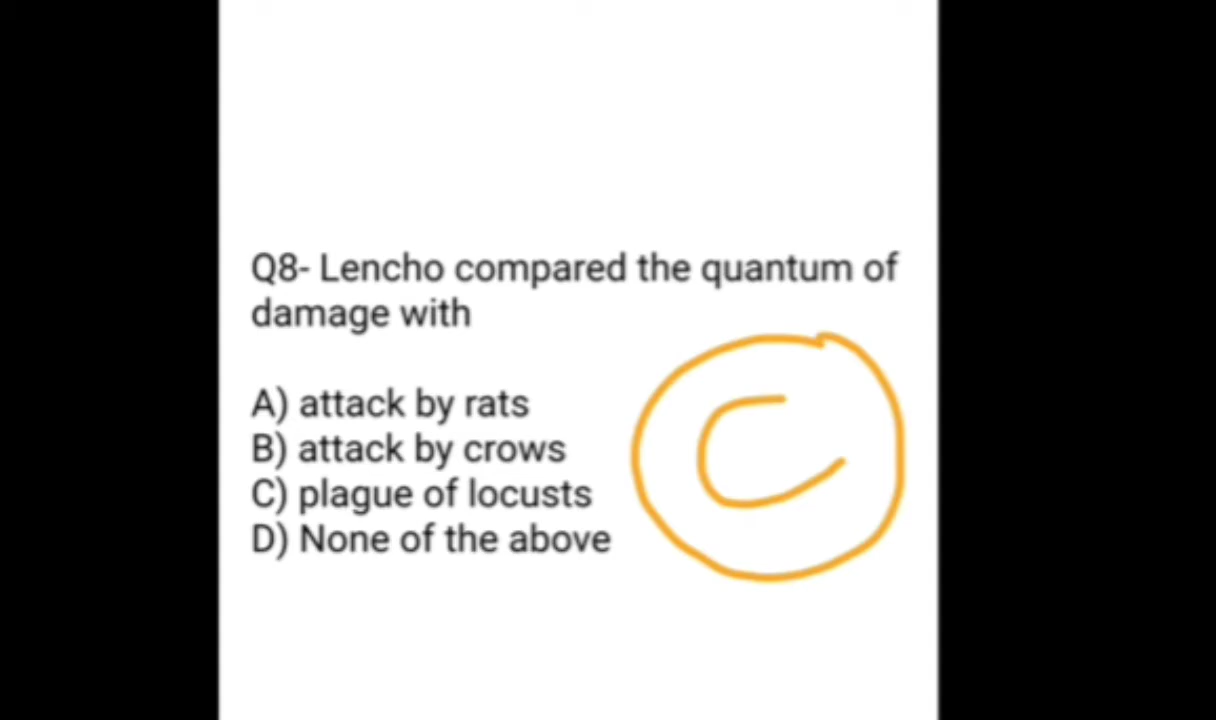 Q8- Lencho compared the quantum of
damage with
A) attack by rats
B) attack by crows
C) plague of locusts
D) None of the above
C